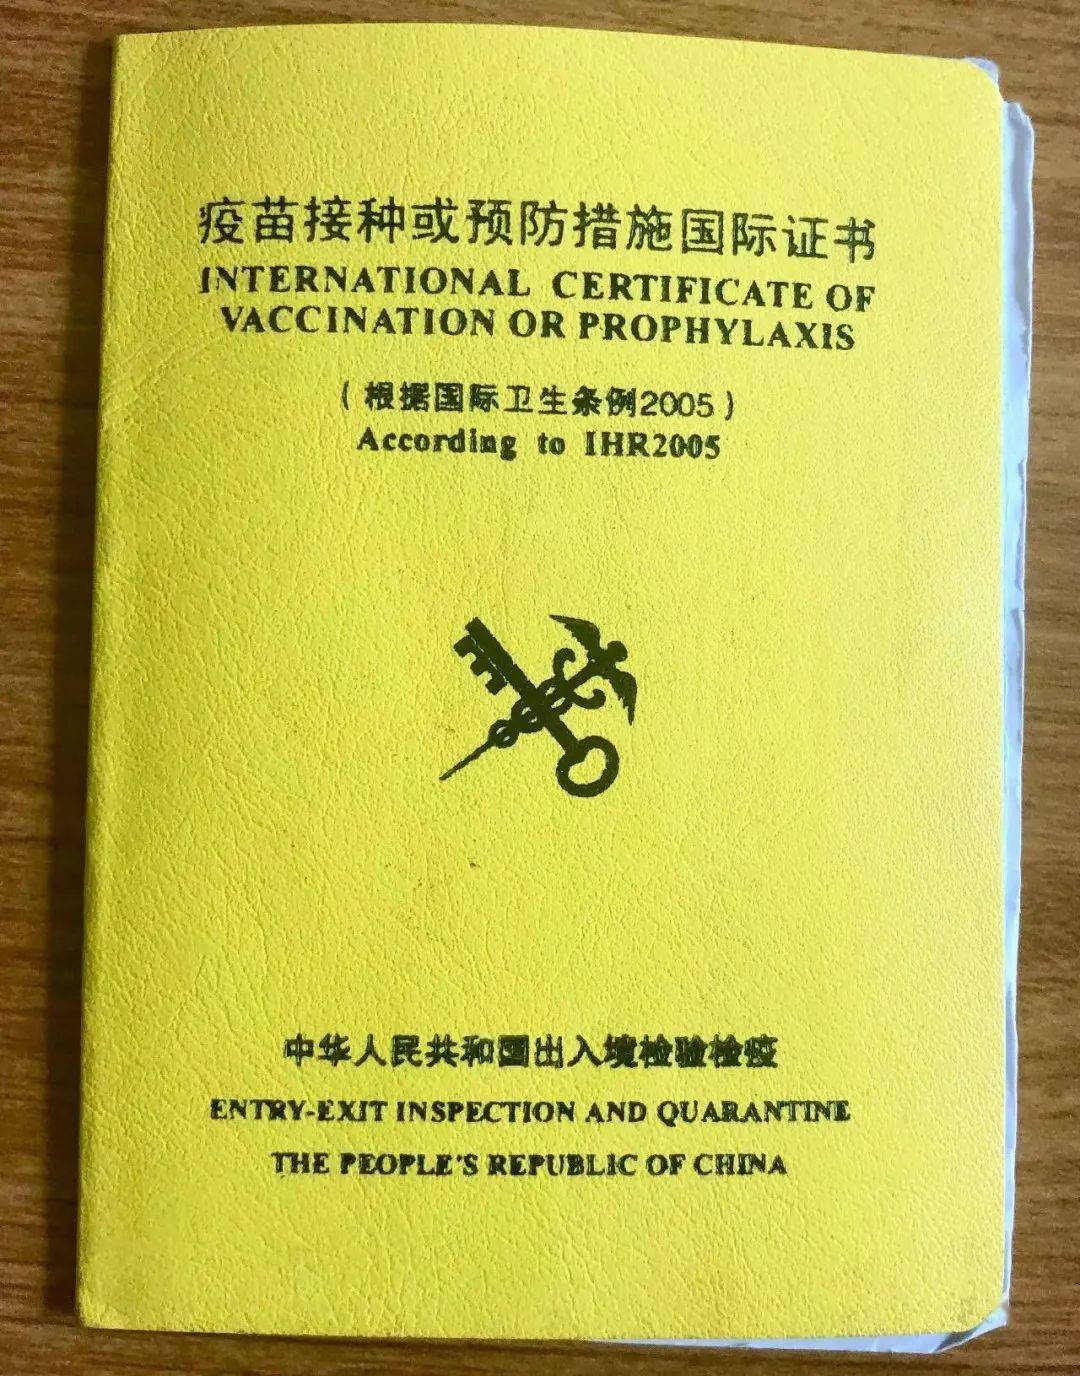 疫苗接种或预防措施国际证书
INTERNATIONAL CERTIFICATE OF
VACCINATION OR PROPHYLAXIS
（根据国际卫生条例2005）
According to IHR2005
中华人民共和国出入境检验检疫
ENTRY-EXIT INSPECTION AND QUARANTINE
THE PEOPLE'S REPUBLIC OF CHINA